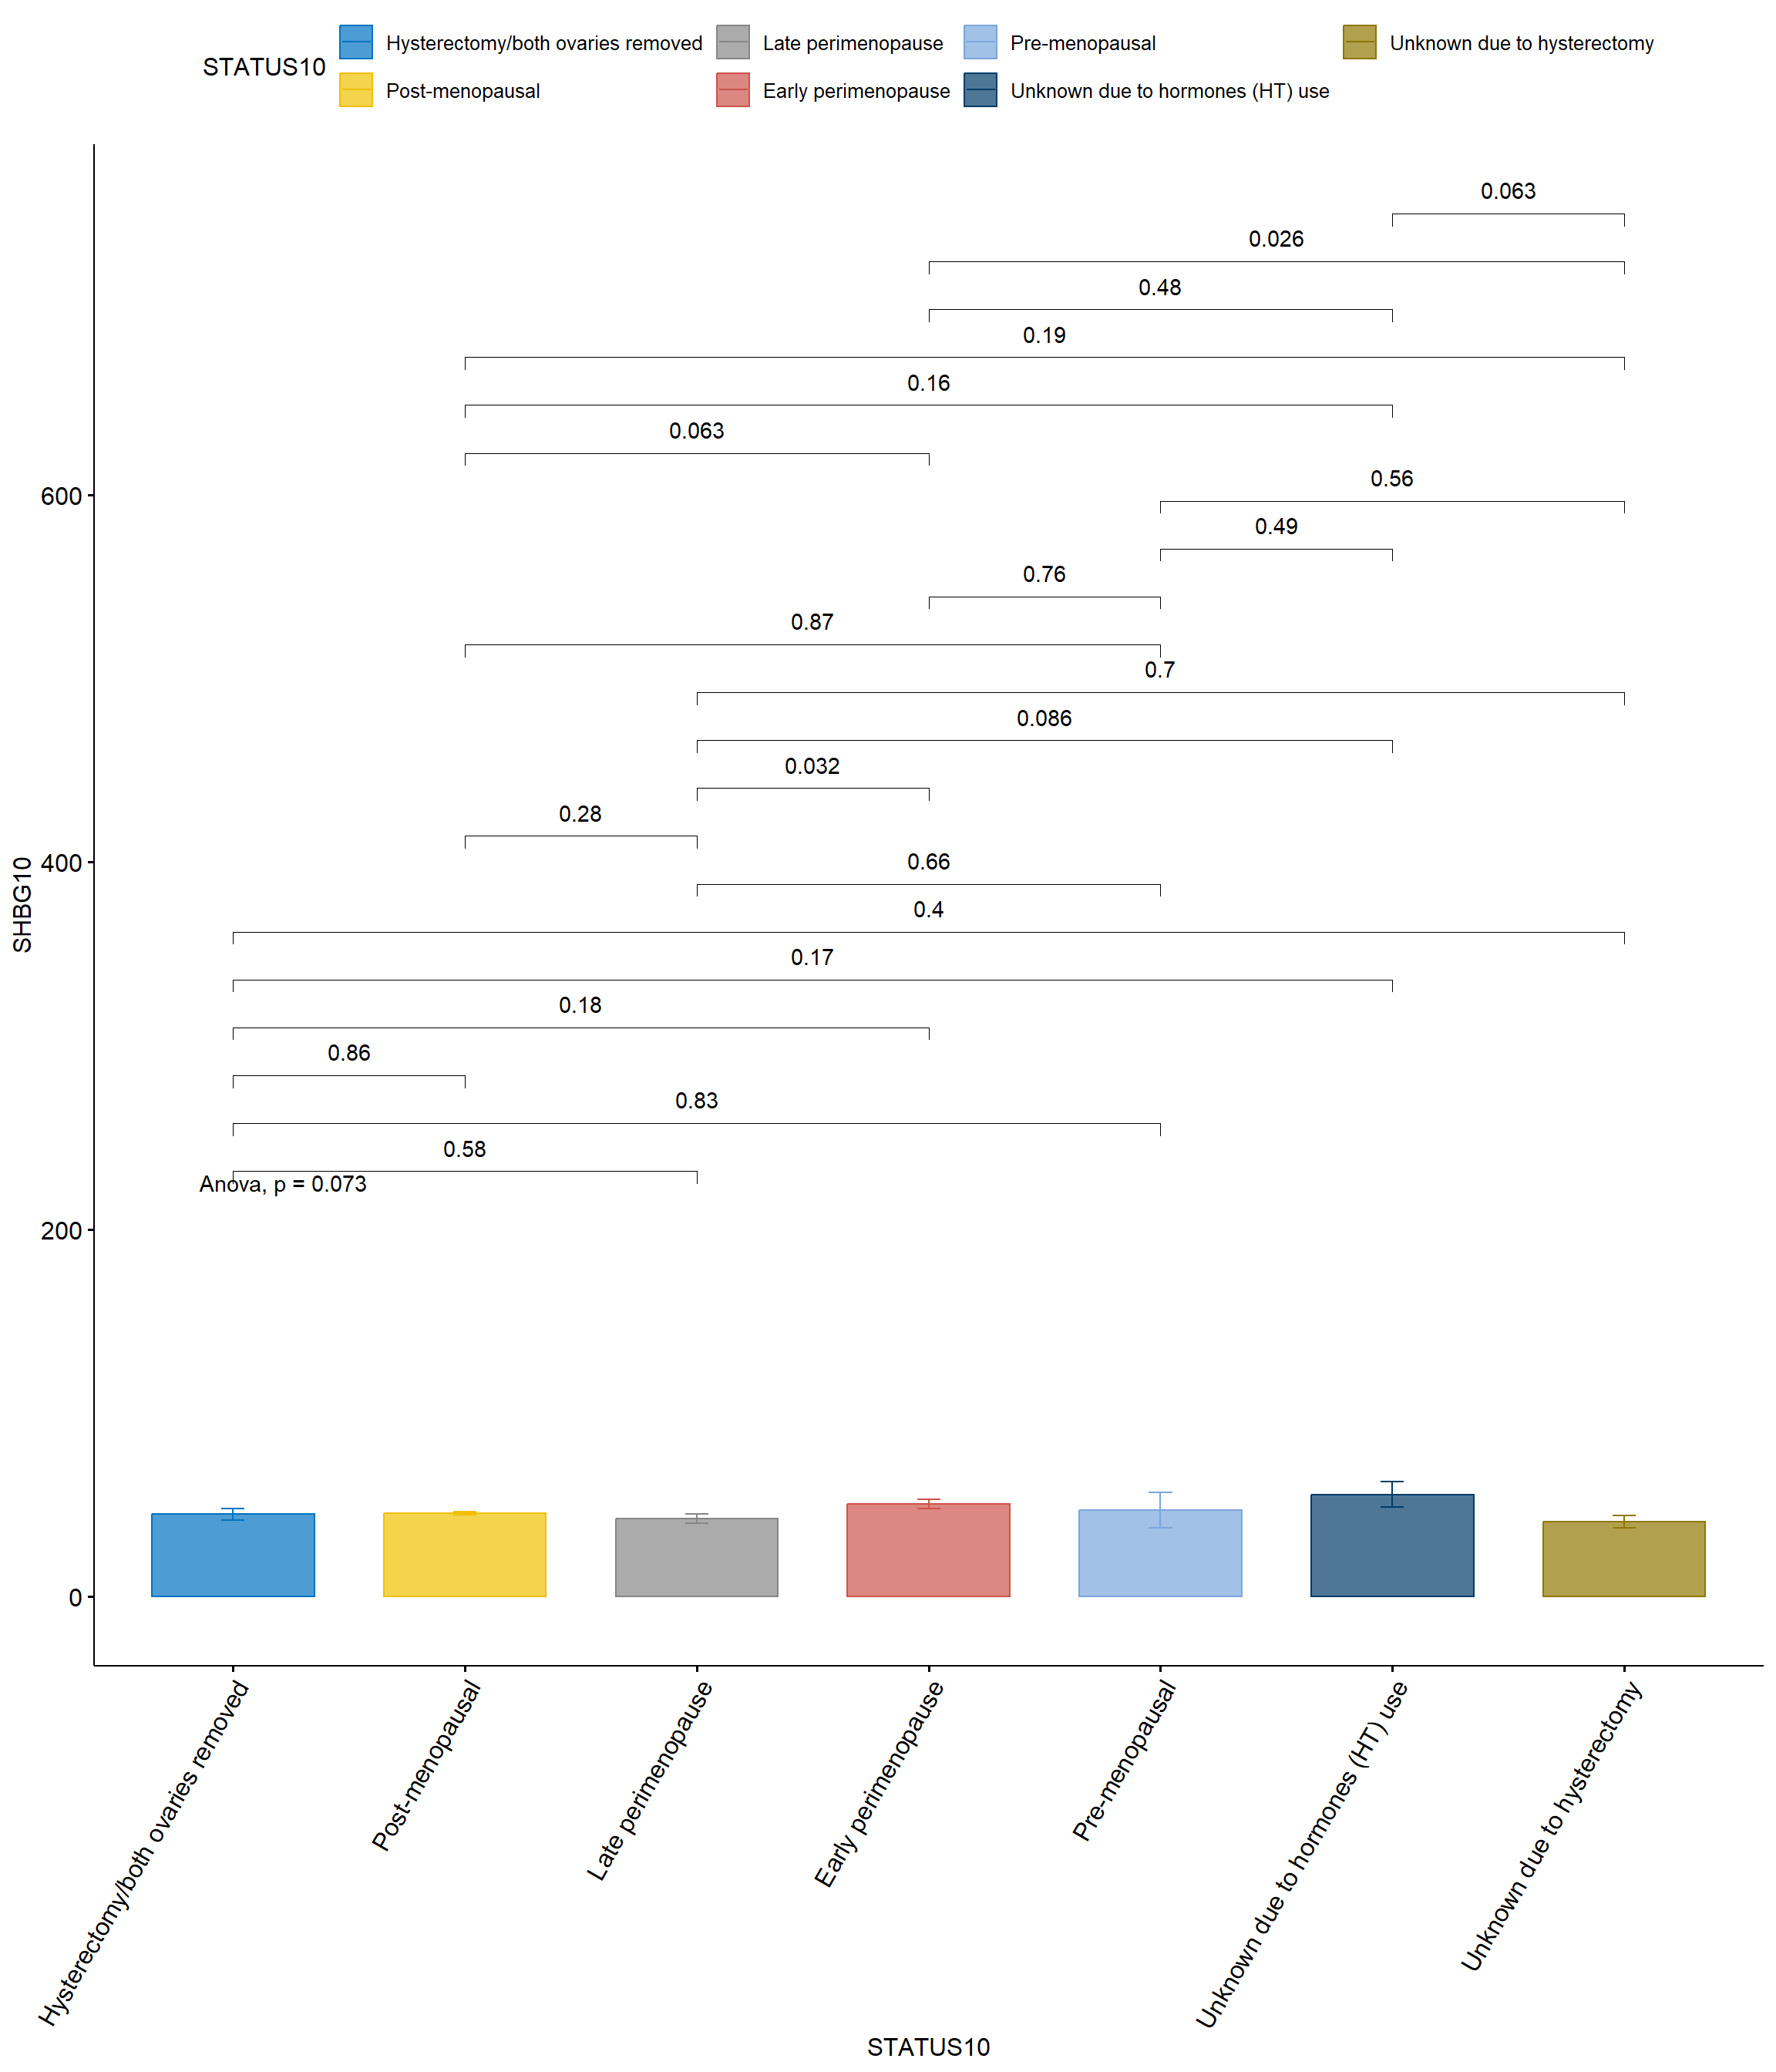 STATUS10
Hysterectomy/both ovaries removed
Late perimenopause
Pre-menopausal
Unknown due to hysterectomy
Post-menopausal
Early perimenopause
Unknown due to hormones (HT) use
0.063
0.026
0.48
0.19
0.16
0.063
0.56
0.49
0.76
0.87
0.7
0.086
0.032
0.28
0.66
0.4
0.17
0.18
0.86
0.83
0.58
Anova, p = 0.073
600
400
200
0
SHBG10
Hysterectomy/both ovaries removed
Post-menopausal
Late perimenopause
Early perimenopause
Pre-menopausal
Unknown due to hormones (HT) use
Unknown due to hysterectomy
STATUS10